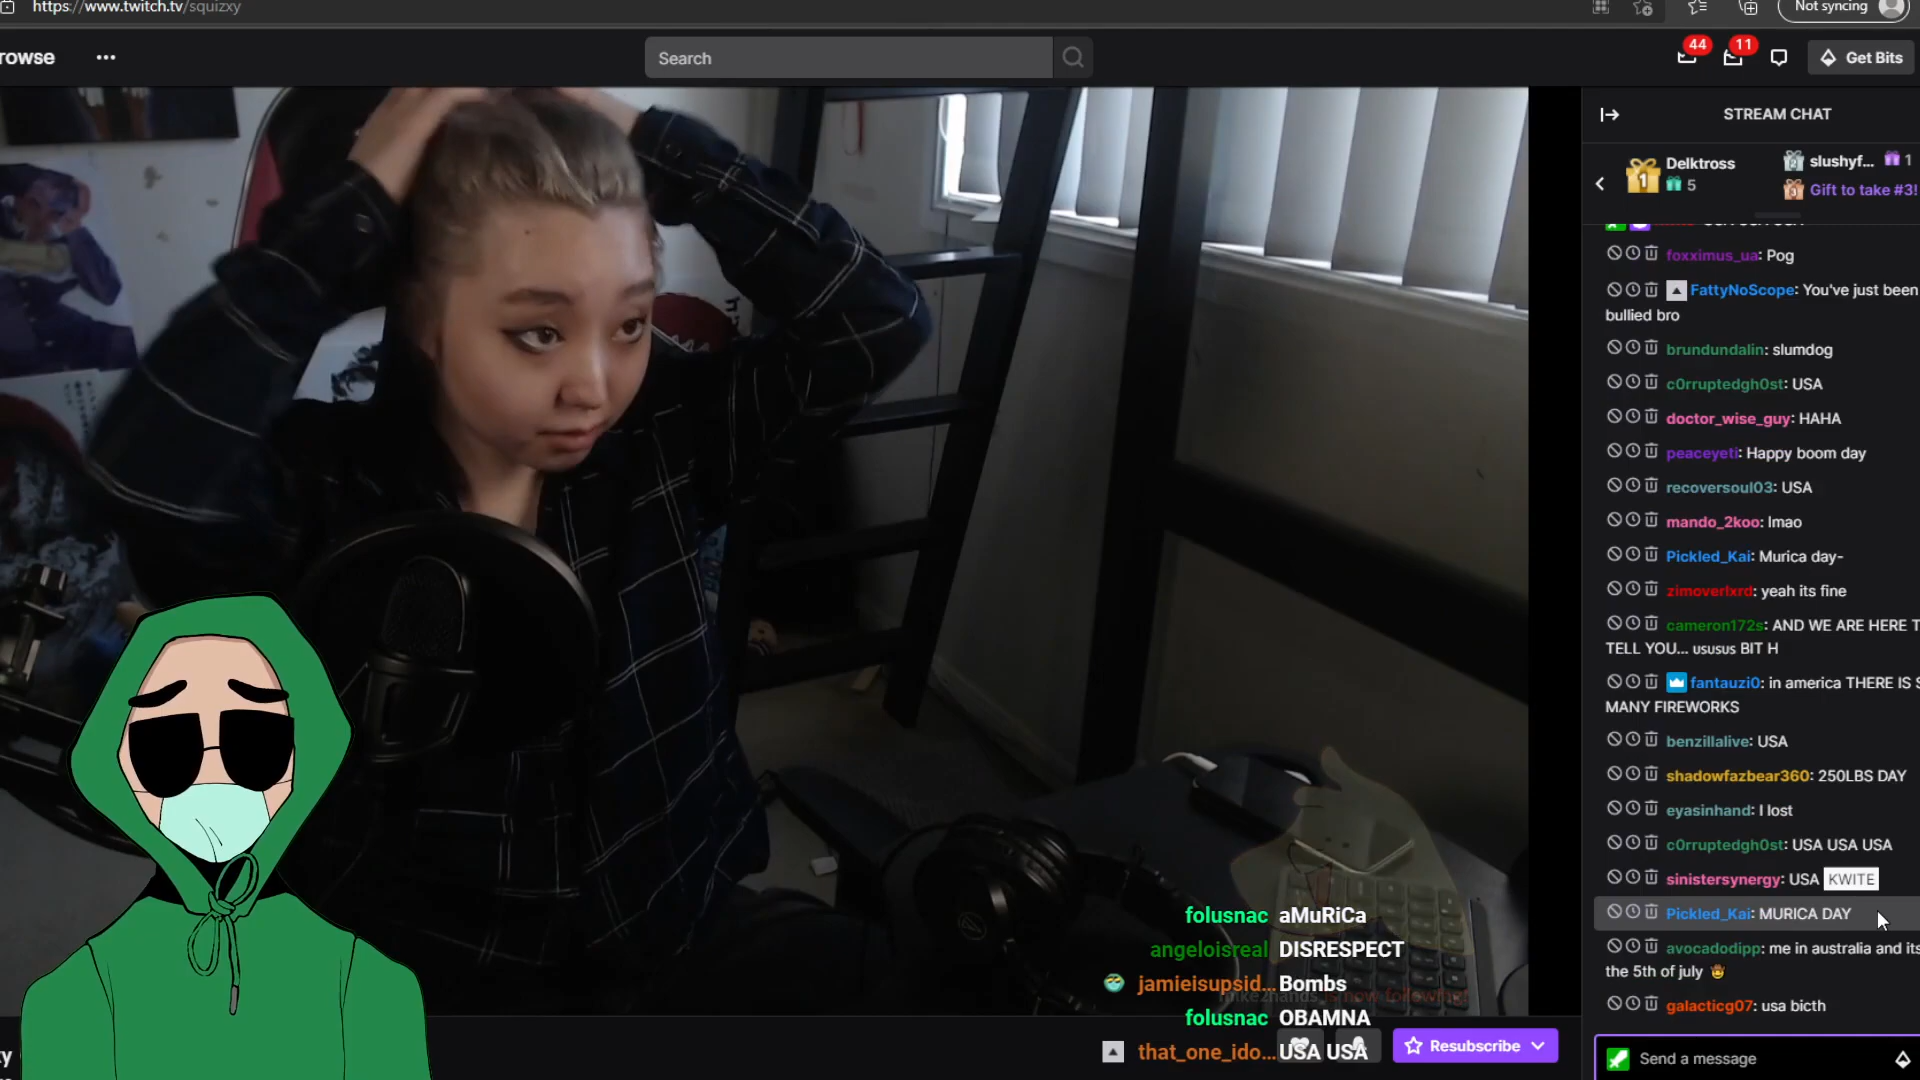 https://www.twitch.tv/squizxy
Not syncing
rowse
Search
44
11
Get Bits
STREAM CHAT
1
Delktross
5
slushyf... 1
Gift to take #3!
foxximus_ua: Pog
FattyNoScope: You've just been
bullied bro
brundundalin: slumdog
c0rruptedgh0st: USA
doctor_wise_guy: HAHA
peaceyeti: Happy boom day
recoversoul03: USA
mando_2koo: lmao
Pickled_Kai: Murica day-
zimoverlxrd: yeah its fine
cameron172s: AND WE ARE HERE T
TELL YOU... ususus BIT H
fantauzi0: in america THERE IS S
MANY FIREWORKS
benzillalive: USA
shadowfazbear360: 250LBS DAY
eyasinhand: I lost
c0rruptedgh0st: USA USA USA
sinistersynergy: USA KWITE
Pickled_Kai: MURICA DAY
avocadodipp: me in australia and its
the 5th of july 🤠
galacticg07: usa bicth
Send a message
folusnac aMuRiCa
angeloisreal DISRESPECT
jamieisupsid... Bombs
is now following!
folusnac OBAMNA
that_one_ido... USA USA
Resubscribe